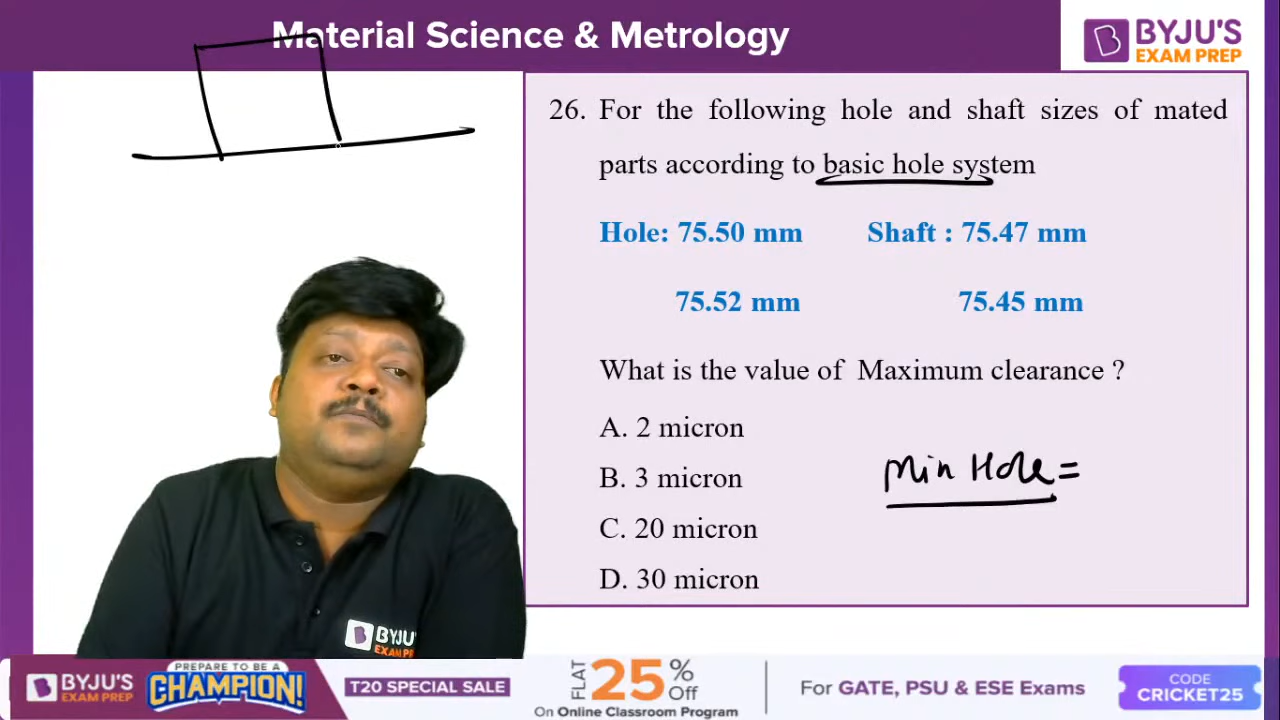 Material Science & Metrology
BYJU'S
EXAM PREP
26. For the following hole and shaft sizes of mated
parts according to basic hole system
Hole: 75.50 mm Shaft : 75.47 mm
75.52 mm 75.45 mm
What is the value of Maximum clearance ?
A. 2 micron
B. 3 micron
Min Hole =
C. 20 micron
D. 30 micron
BYJU'
EXAM PR
BYJU'S
EXAM PREP
PREPARE TO BE A
CHAMPION!
T20 SPECIAL SALE
FLAT
25%
Off
On Online Classroom Program
For GATE, PSU & ESE Exams
CODE
CRICKET25